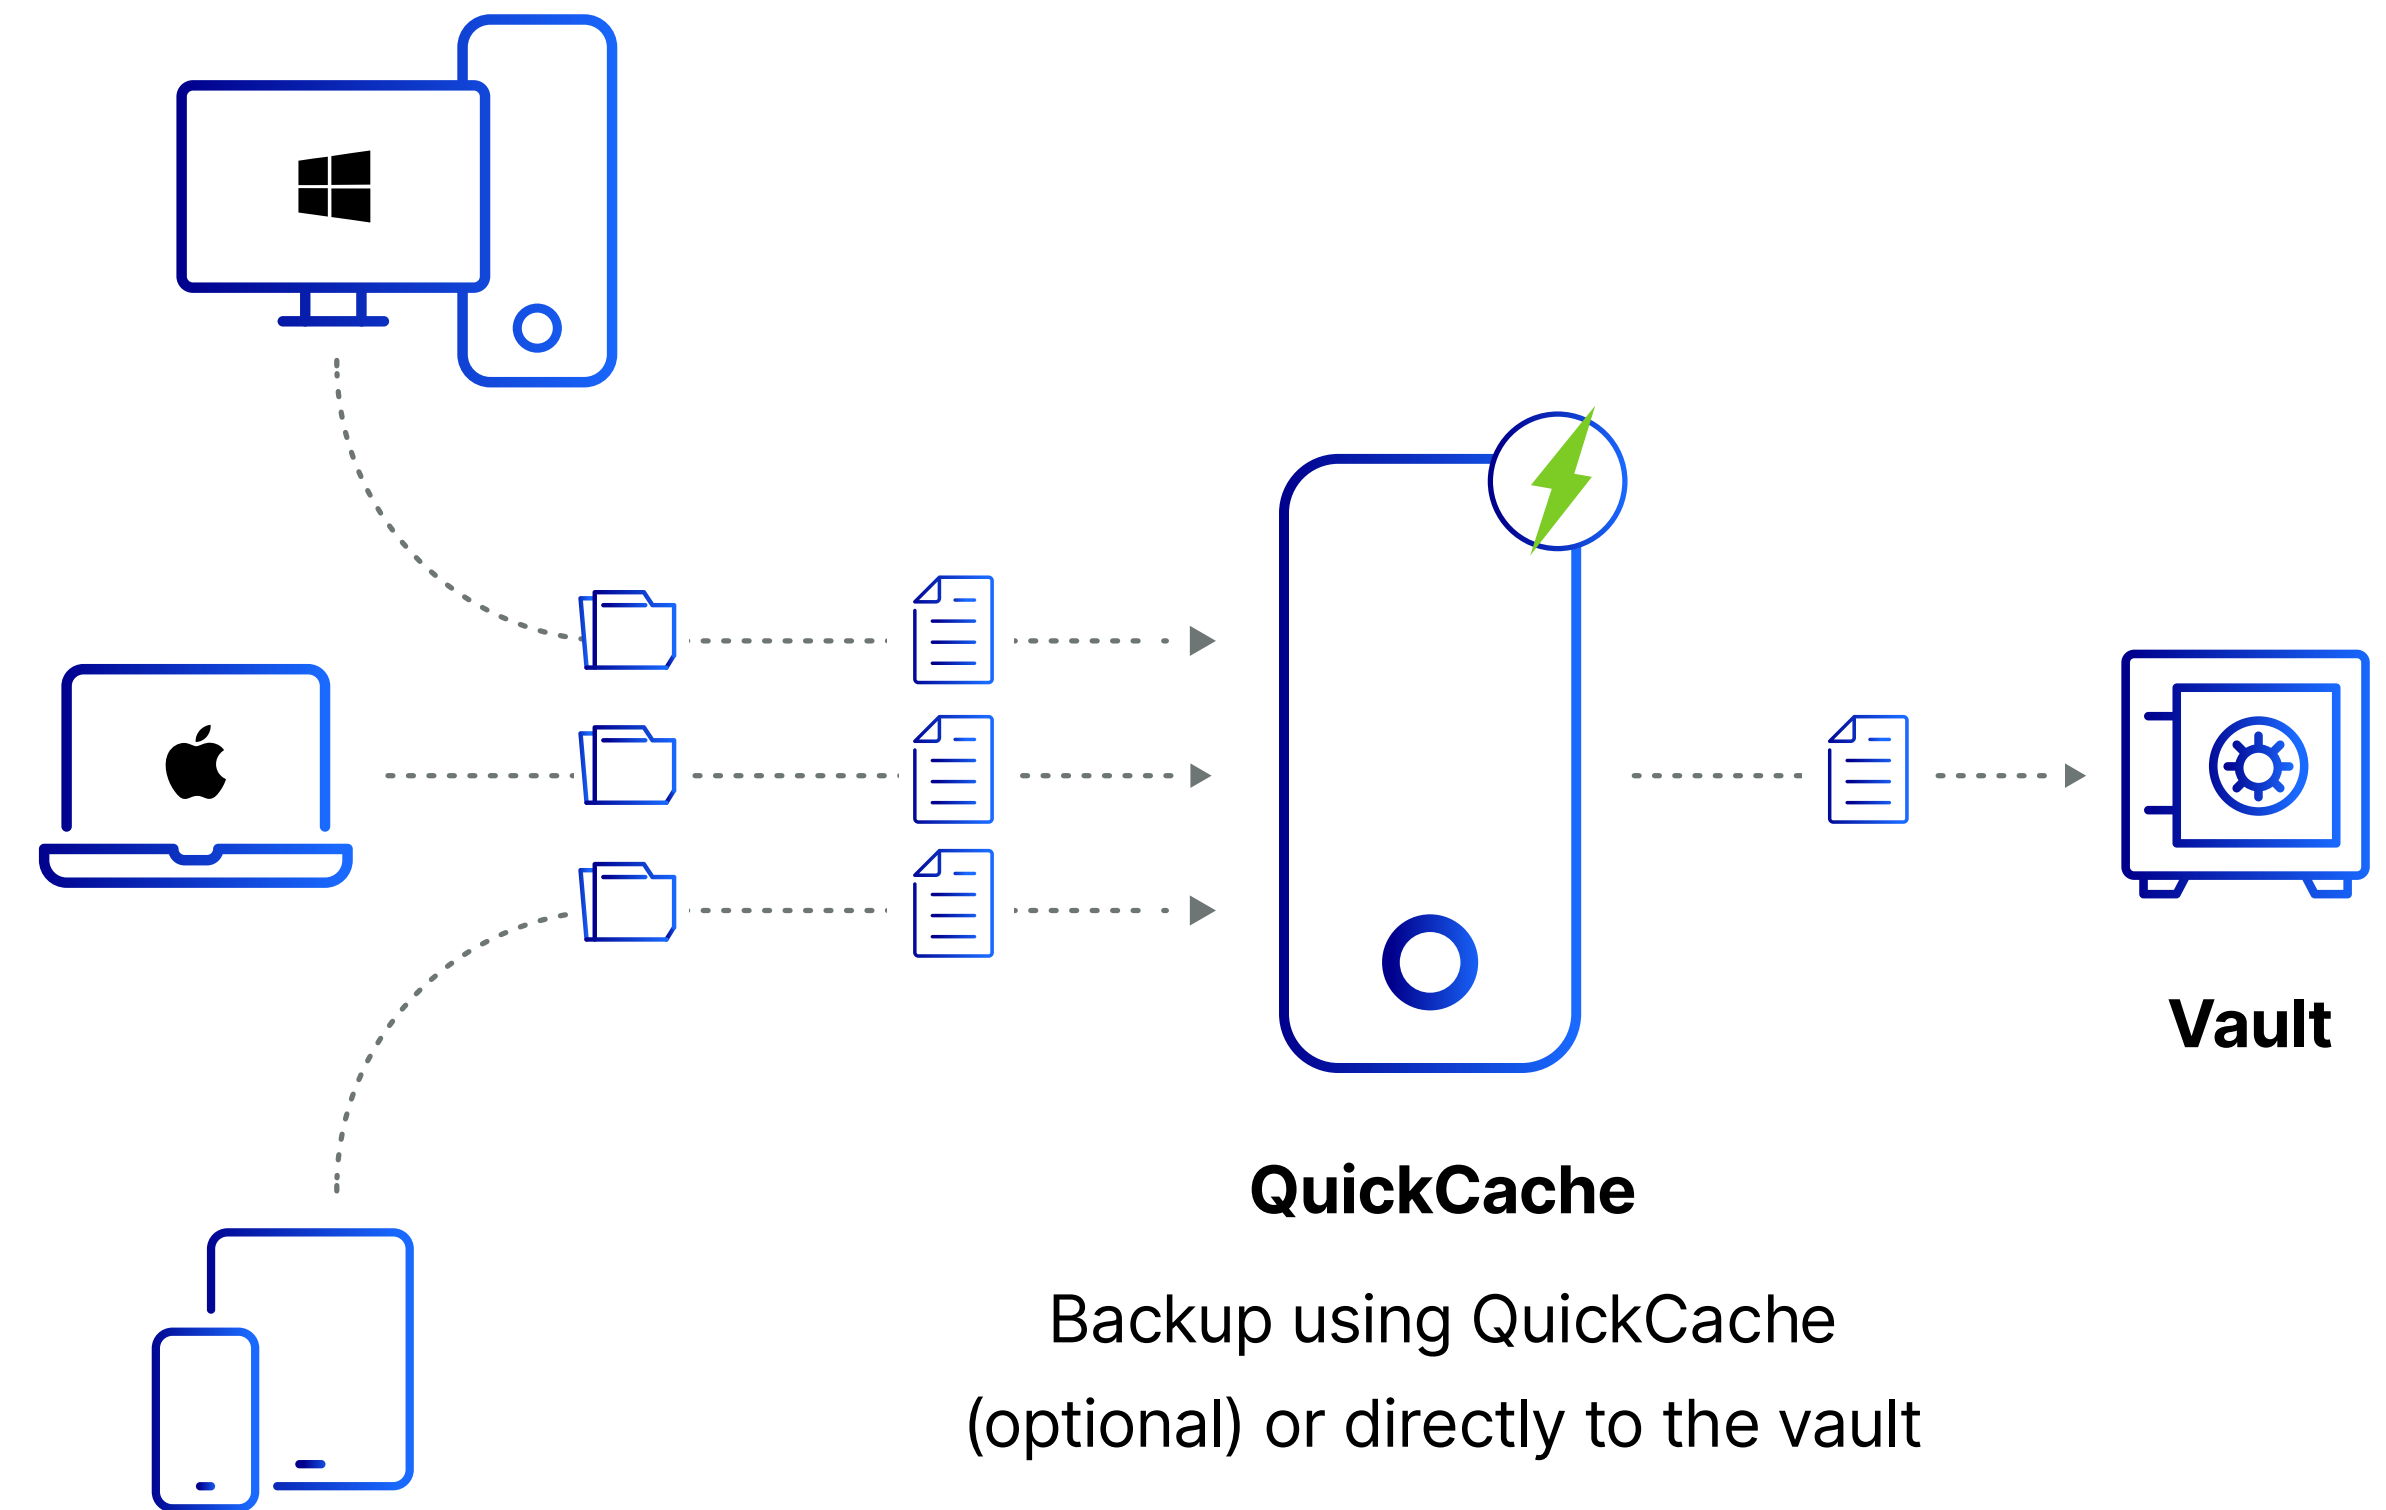 Vault
QuickCache
Backup using QuickCache
(optional) or directly to the vault